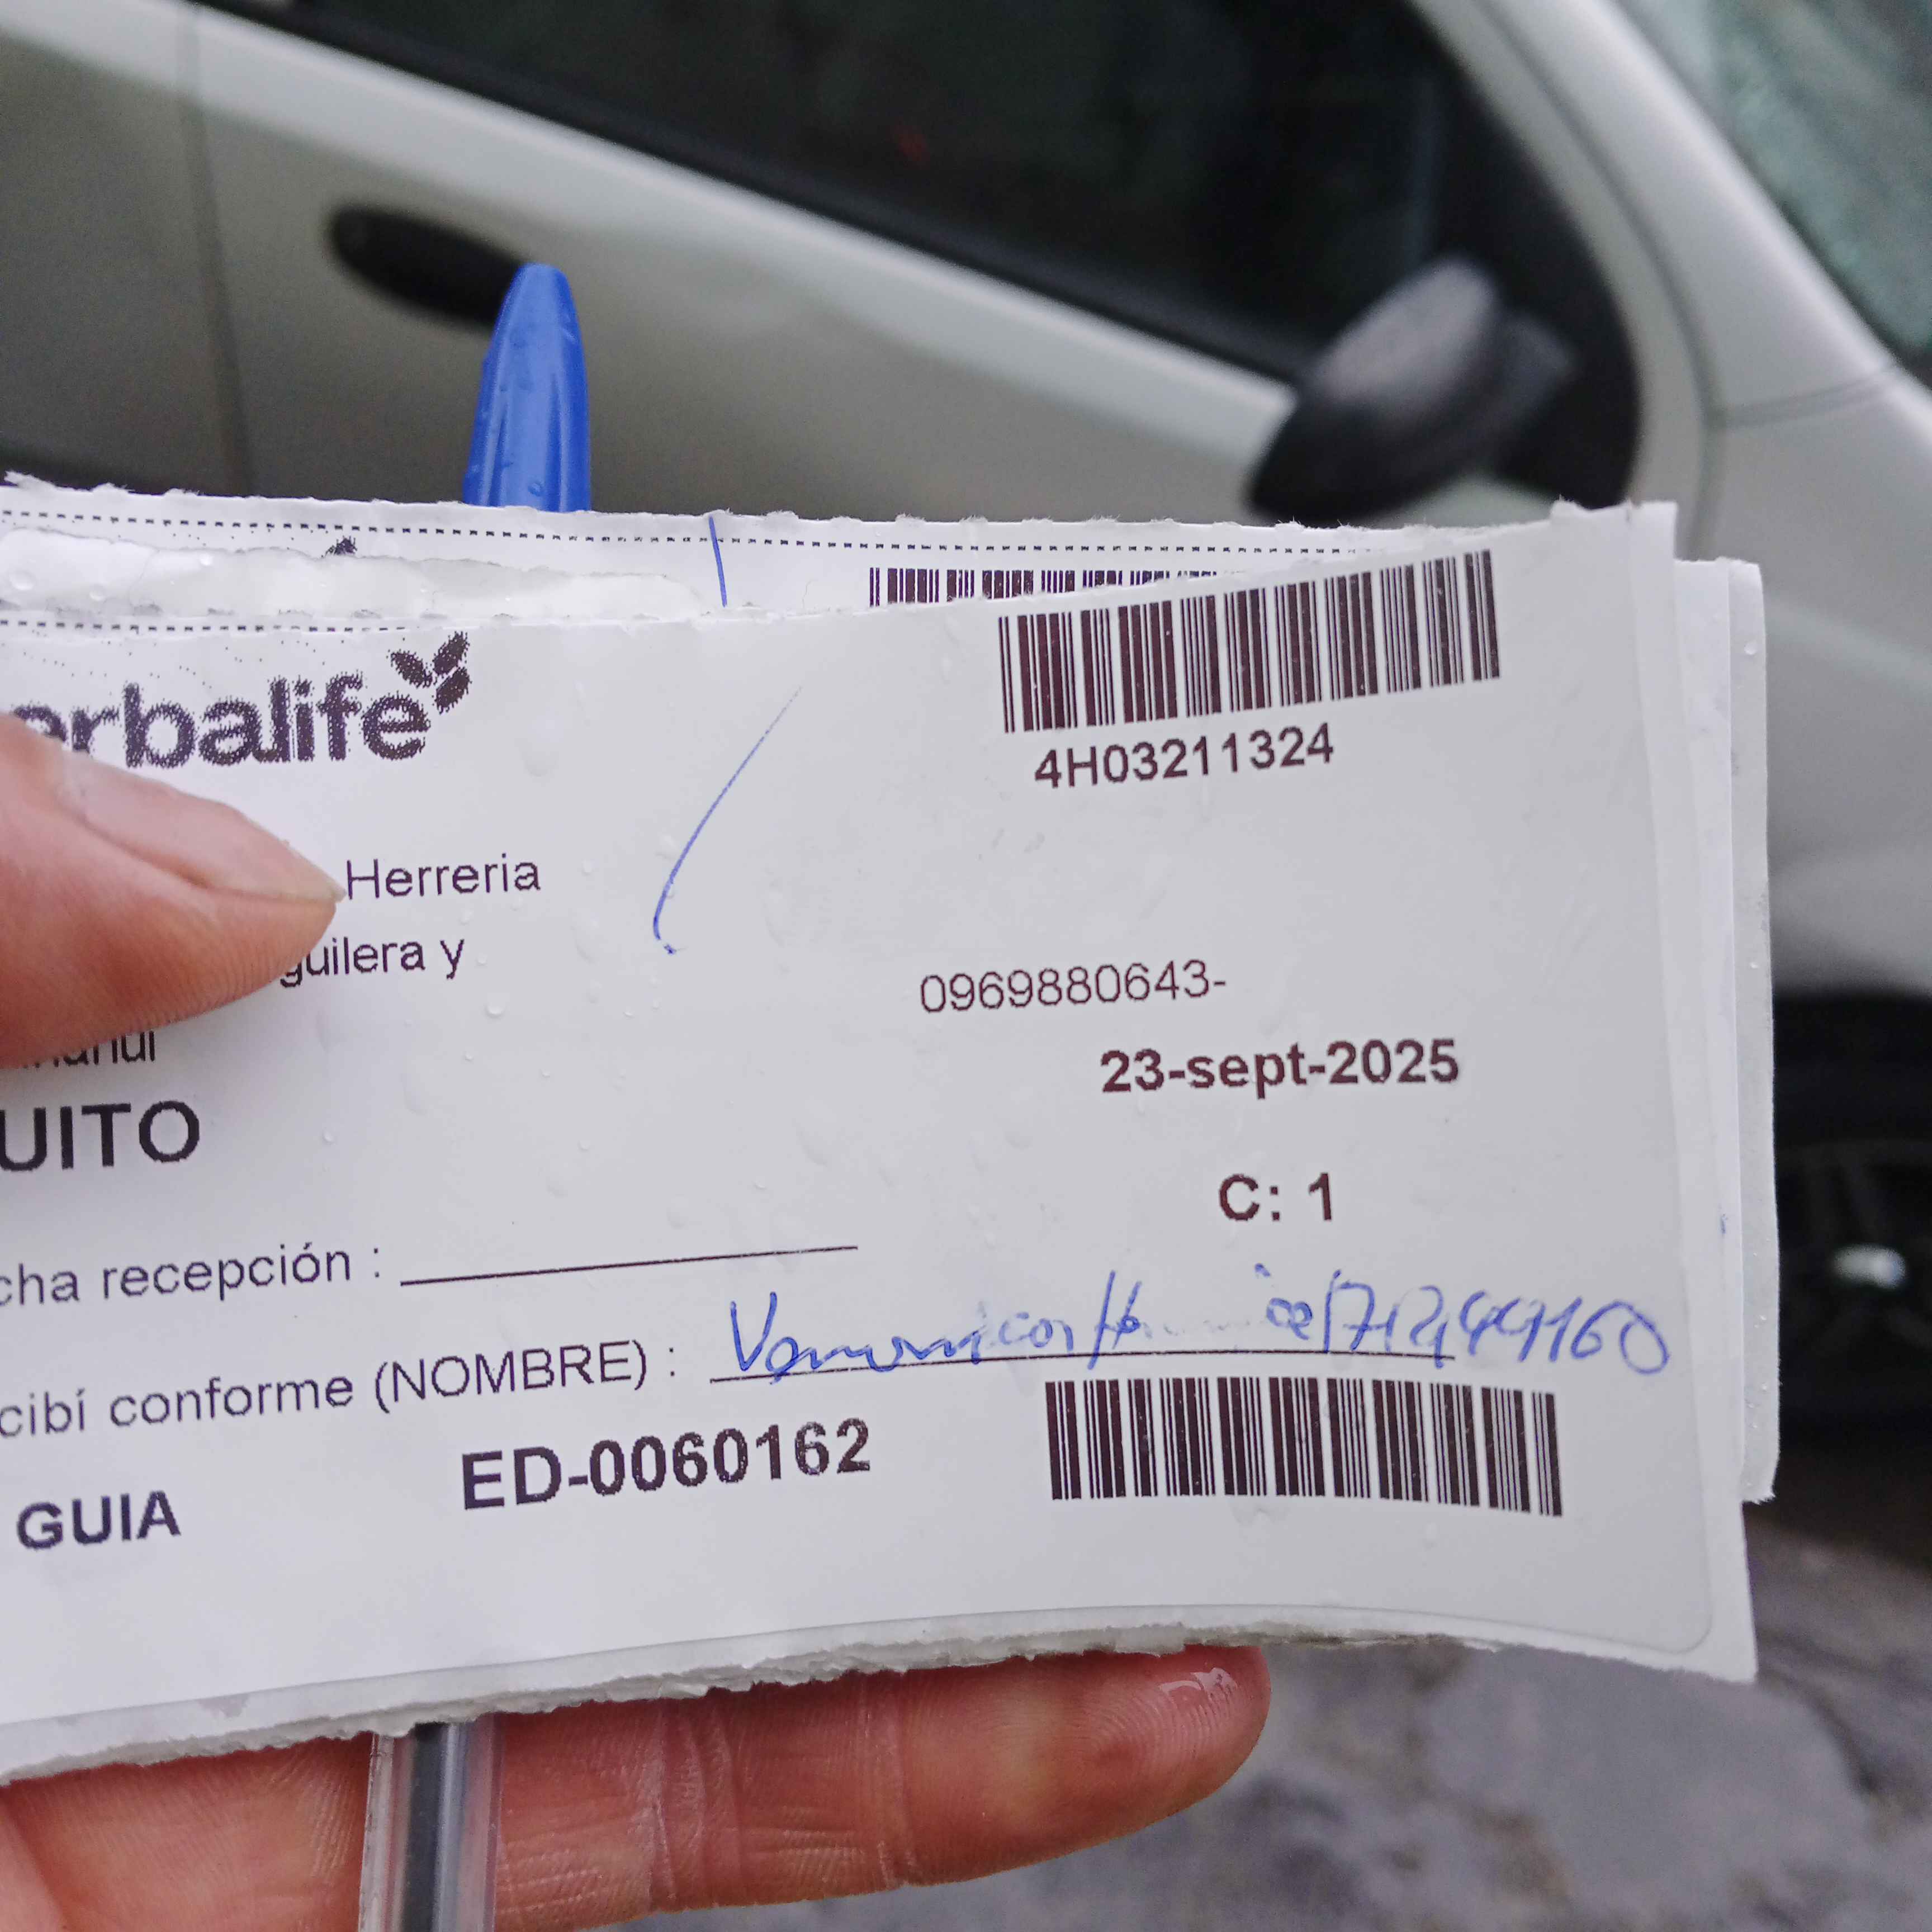 erbalife
4H03211324
Herreria
guilera y
0969880643-
23-sept-2025
UITO
C: 1
cha recepción :
cibí conforme (NOMBRE) :
ED-0060162
GUIA